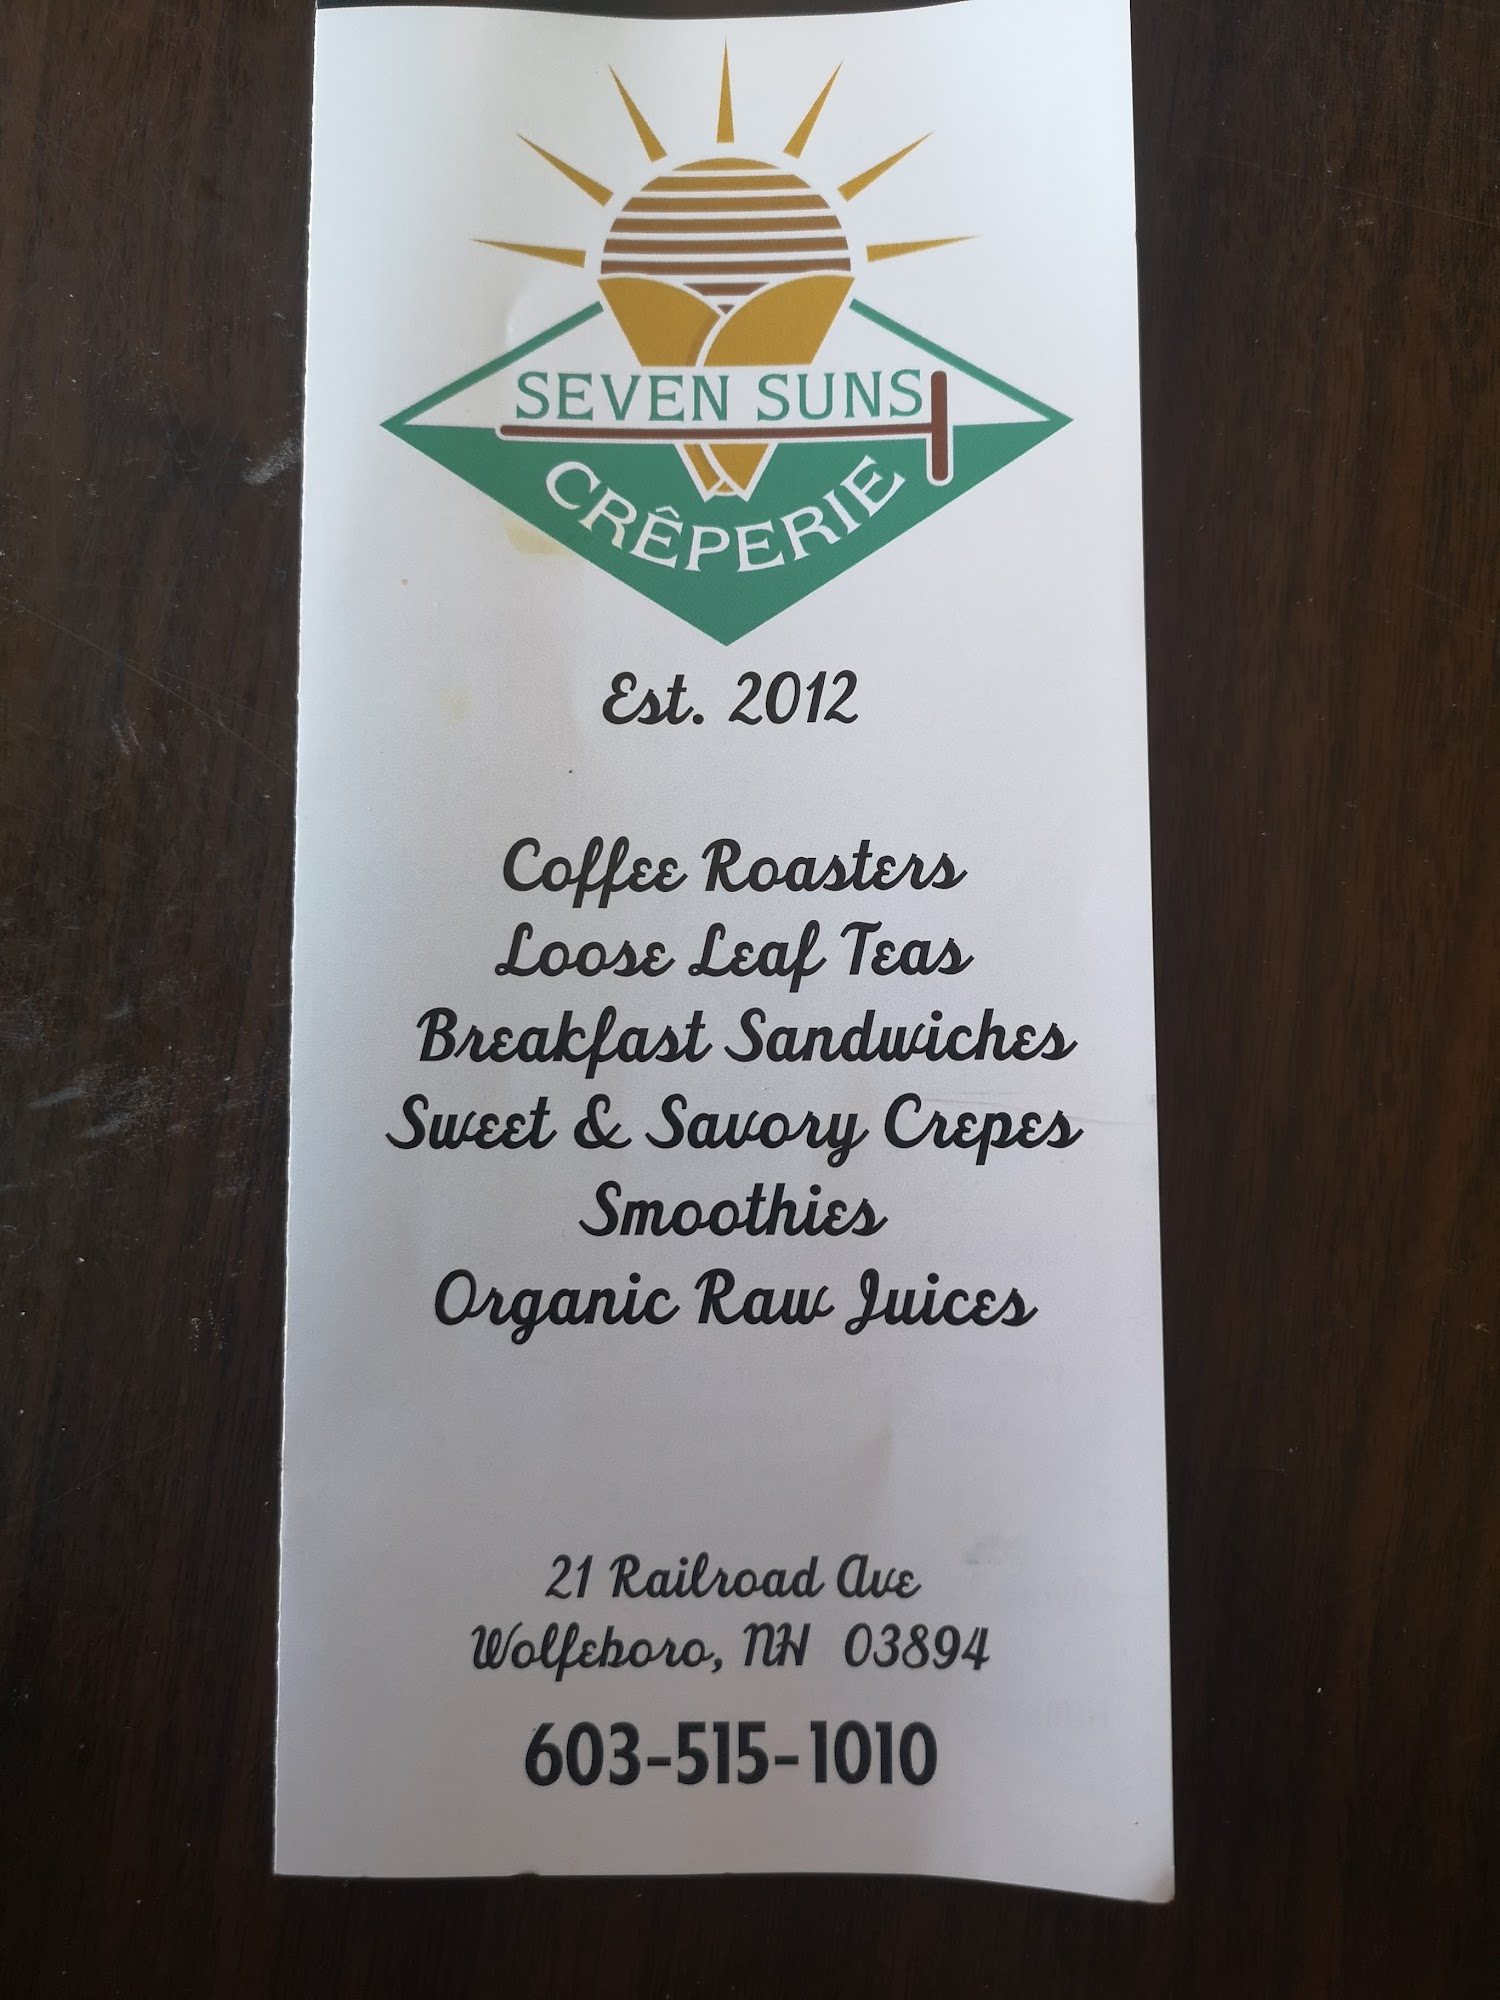 SEVEN SUNS
CRÊPERIE
Est. 2012
Coffee Roasters
Loose Leaf Teas
Breakfast Sandwiches
Sweet & Savory Crepes
Smoothies
Organic Raw Juices
21 Railroad Ave
Wolfeboro, NH 03894
603-515-1010